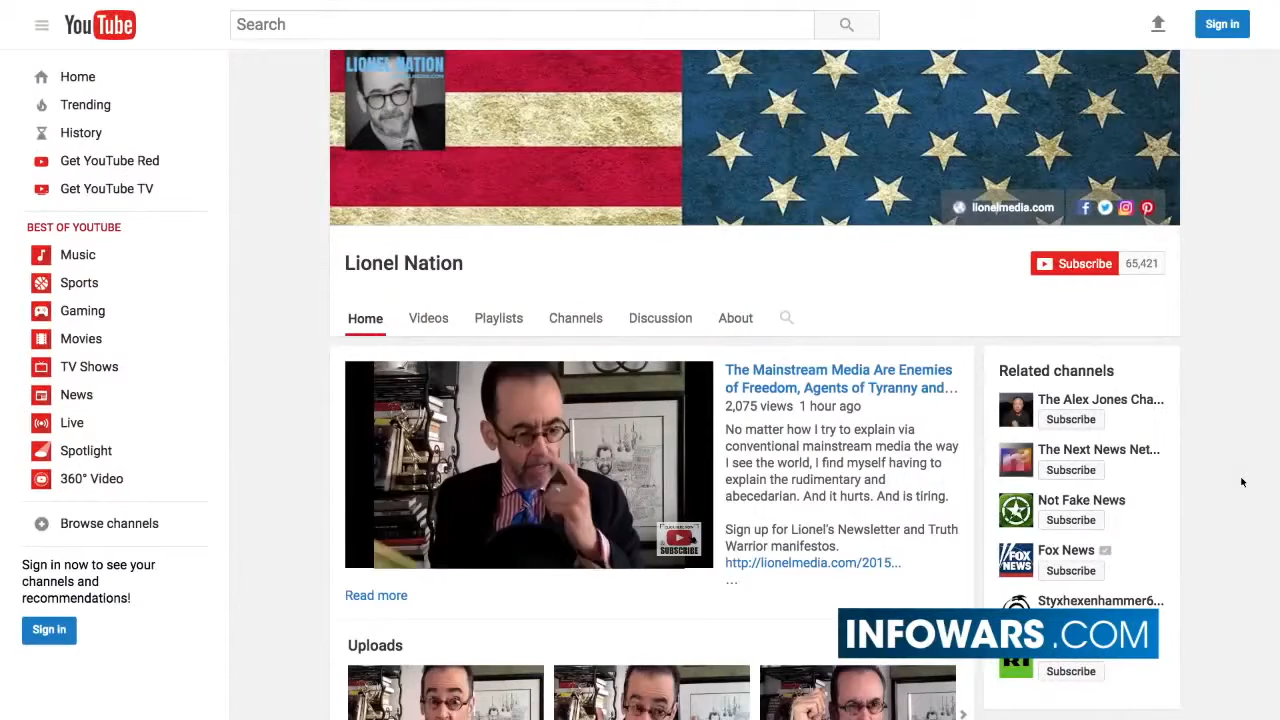 YouTube
Search
Sign in
Home
Trending
History
Get YouTube Red
Get YouTube TV
BEST OF YOUTUBE
Music
Sports
Gaming
Movies
TV Shows
News
Live
Spotlight
360° Video
Browse channels
Sign in now to see your
channels and
recommendations!
Sign in
LIONEL NATION
lionelmedia.com
Lionel Nation
Subscribe 65,421
Home Videos Playlists Channels Discussion About
SUBSCRIBE
The Mainstream Media Are Enemies
of Freedom, Agents of Tyranny and...
2,075 views 1 hour ago
No matter how I try to explain via
conventional mainstream media the way
I see the world, I find myself having to
explain the rudimentary and
abecedarian. And it hurts. And is tiring.
Sign up for Lionel's Newsletter and Truth
Warrior manifestos.
http://lionelmedia.com/2015...
...
Read more
Uploads
Related channels
The Alex Jones Cha...
Subscribe
The Next News Net...
Subscribe
Not Fake News
Subscribe
FOX
NEWS
Fox News
Subscribe
Styxhexenhammer6...
INFOWARS.COM
RT
Subscribe